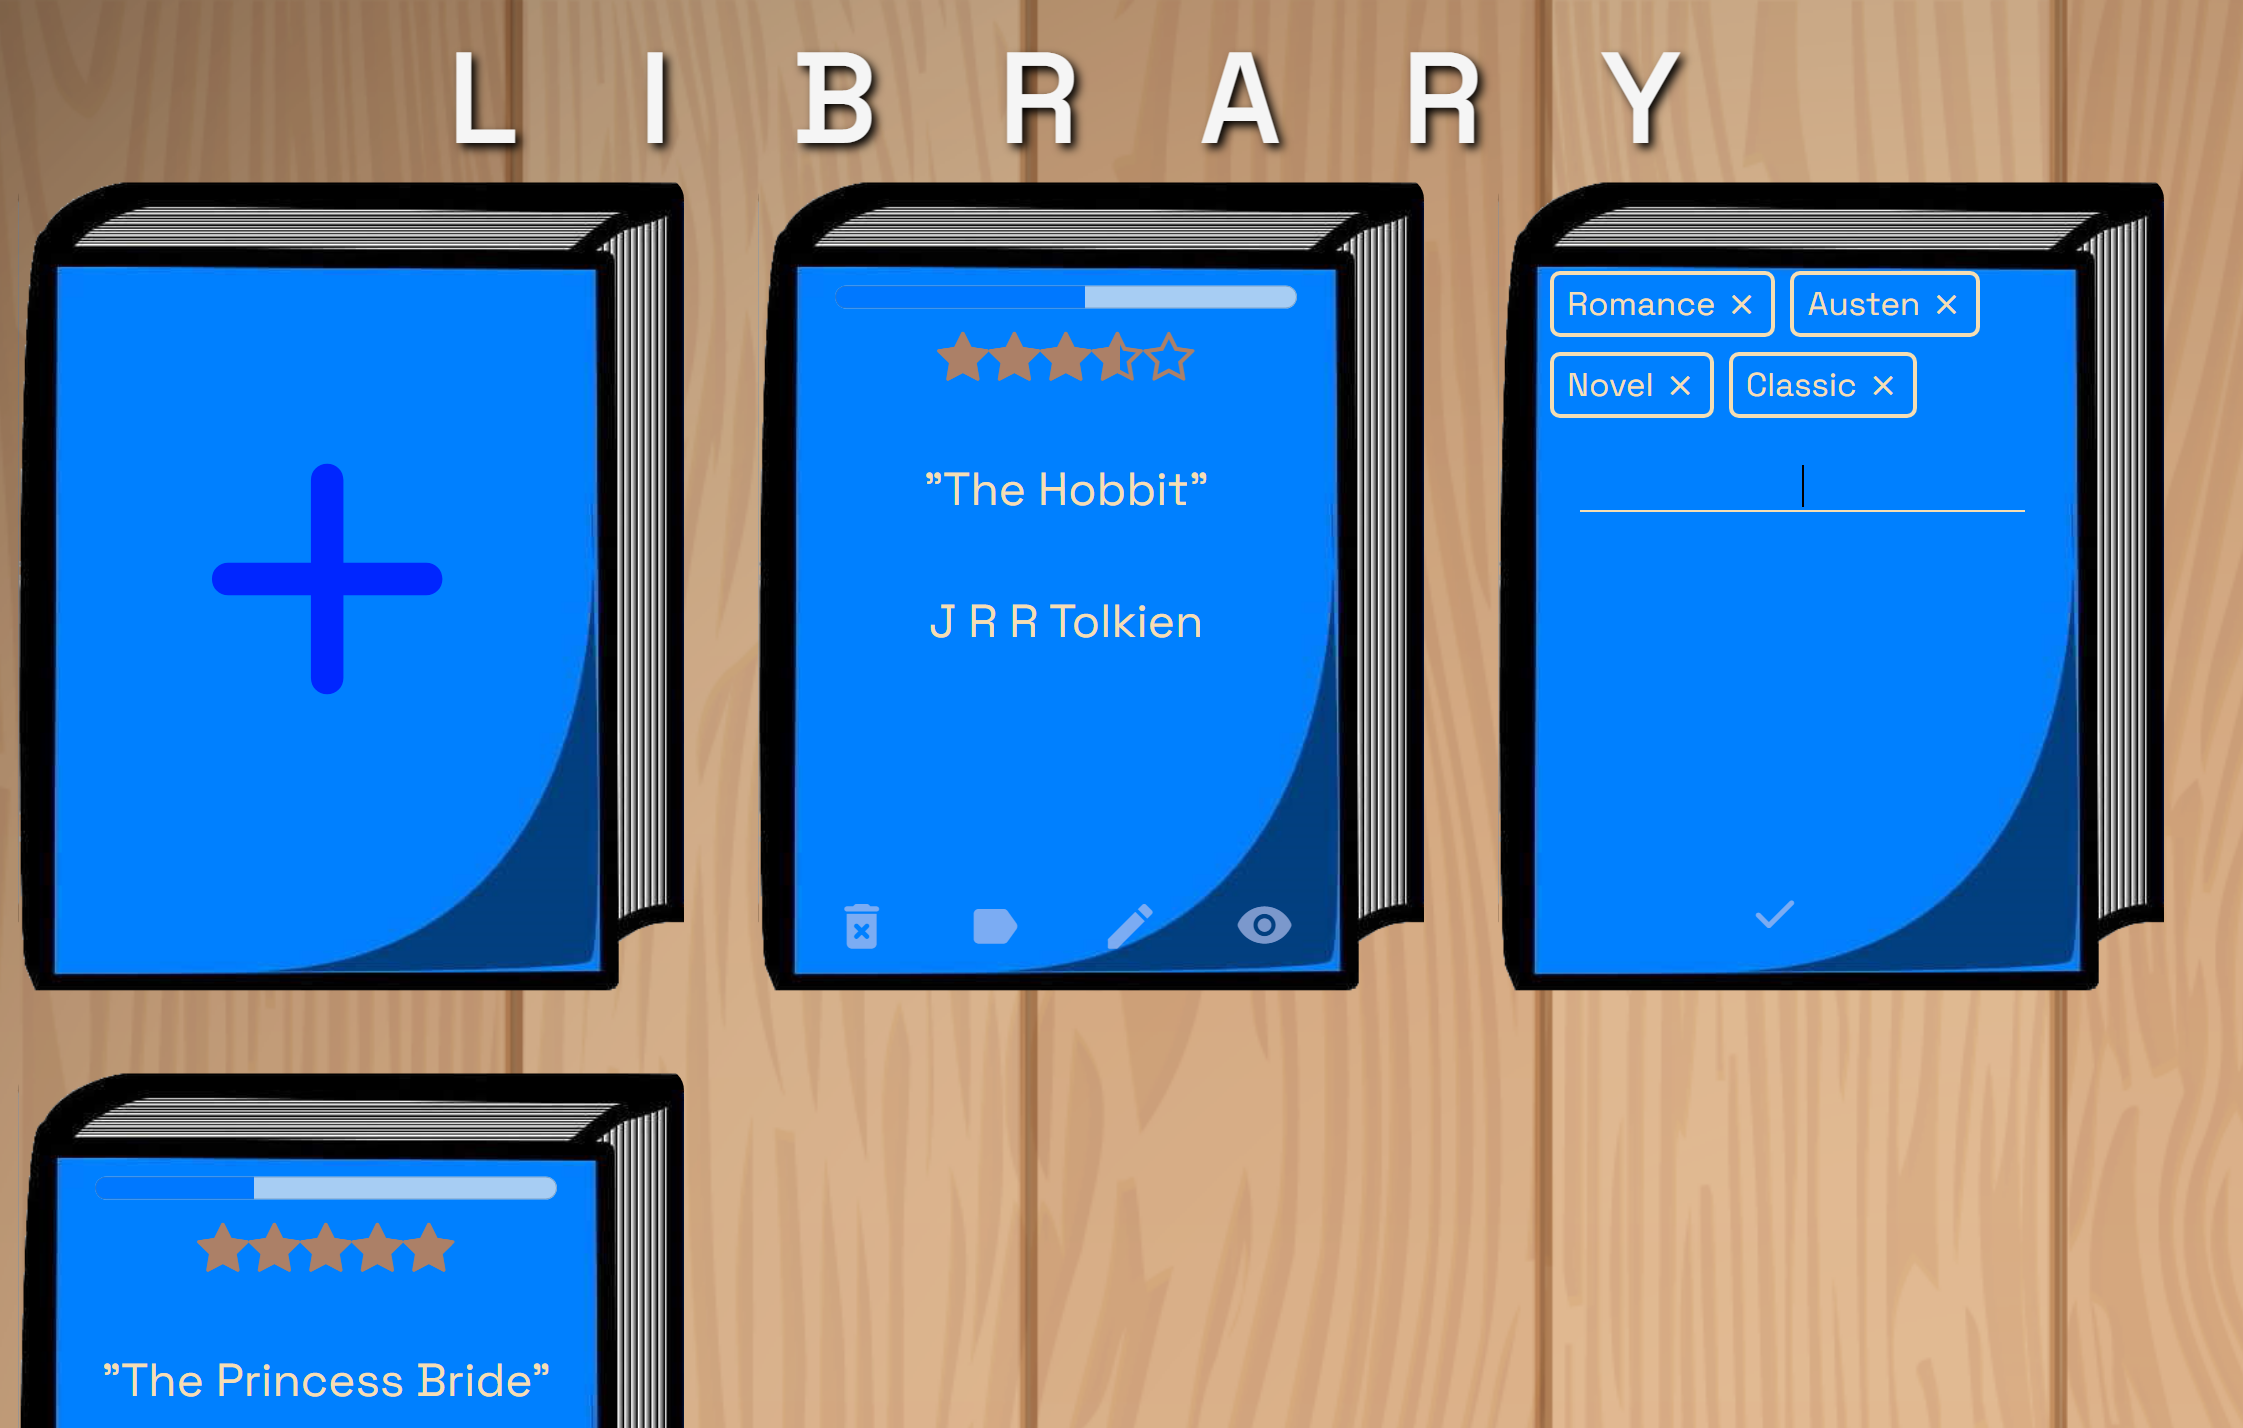 L I B R A R Y
”The Hobbit”
J R R Tolkien
Romance × Austen ×
Novel × Classic ×
”The Princess Bride”